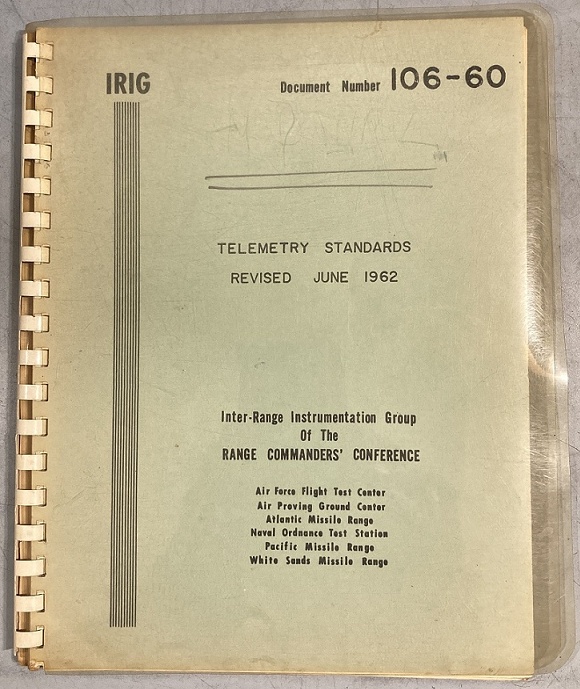 IRIG
Document Number 106-60
TELEMETRY STANDARDS
REVISED JUNE 1962
Inter-Range Instrumentation Group
Of The
RANGE COMMANDERS' CONFERENCE
Air Force Flight Test Center
Air Proving Ground Center
Atlantic Missile Range
Naval Ordnance Test Station
Pacific Missile Range
White Sands Missile Range